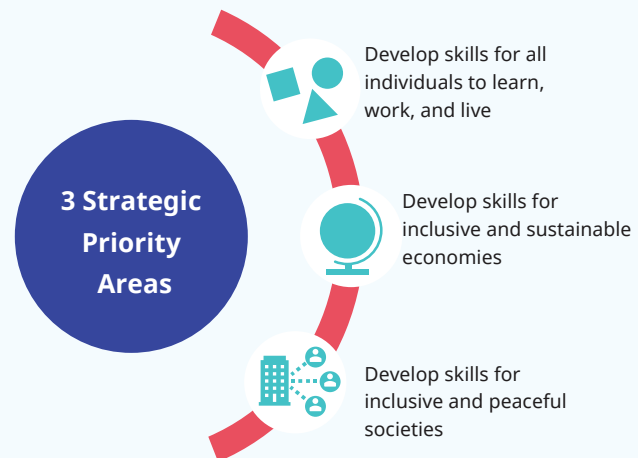 3 Strategic
Priority
Areas
Develop skills for all
individuals to learn,
work, and live
Develop skills for
inclusive and sustainable
economies
Develop skills for
inclusive and peaceful
societies